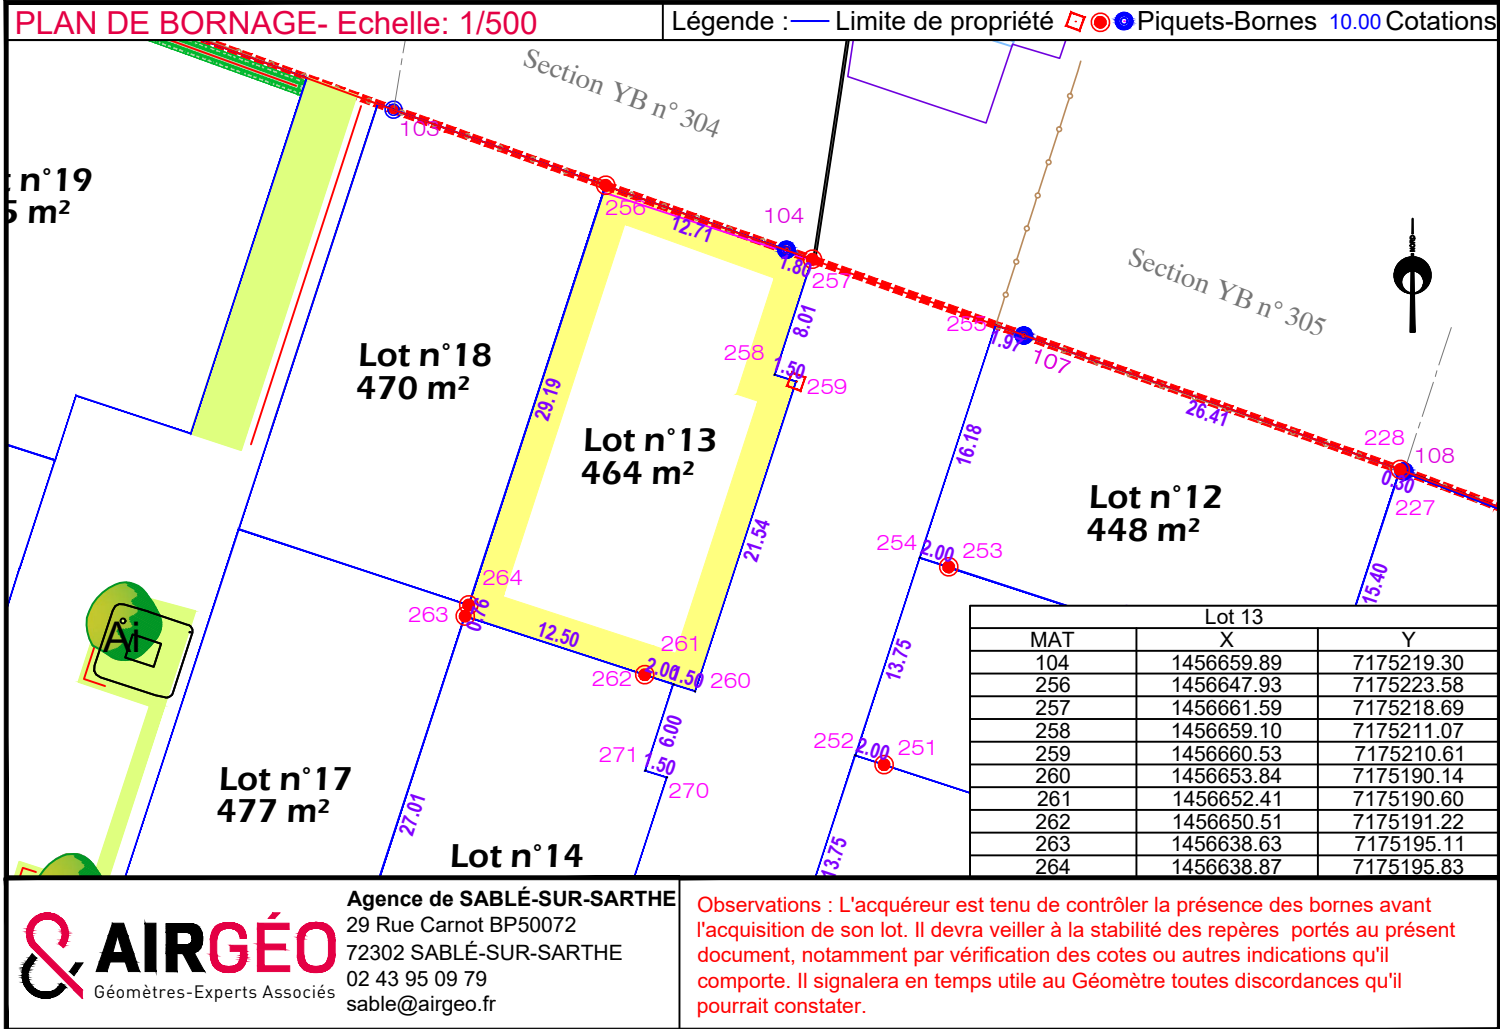 PLAN DE BORNAGE- Echelle: 1/500
Légende : Limite de propriété Piquets-Bornes 10.00 Cotations
Section YB n° 304
103
n°19
5 m²
256
12.71
104
1.80
257
Section YB n° 305
NORD
8.01
255
1.97
107
Lot n°18
470 m²
258
1.50
259
29.19
26.41
Lot n°13
464 m²
16.18
228
108
0.30
227
Lot n°12
448 m²
21.54
254
2.00
253
15.40
264
263
0.76
12.50
261
2.00
1.50
262
260
13.75
Ai
6.00
271
1.50
270
252
2.00
251
Lot n°17
477 m²
27.01
Lot n°14
13.75
Lot 13
MAT X Y
104 1456659.89 7175219.30
256 1456647.93 7175223.58
257 1456661.59 7175218.69
258 1456659.10 7175211.07
259 1456660.53 7175210.61
260 1456653.84 7175190.14
261 1456652.41 7175190.60
262 1456650.51 7175191.22
263 1456638.63 7175195.11
264 1456638.87 7175195.83
AIRGÉO
Géomètres-Experts Associés
Agence de SABLÉ-SUR-SARTHE
29 Rue Carnot BP50072
72302 SABLÉ-SUR-SARTHE
02 43 95 09 79
sable@airgeo.fr
Observations : L'acquéreur est tenu de contrôler la présence des bornes avant
l'acquisition de son lot. Il devra veiller à la stabilité des repères portés au présent
document, notamment par vérification des cotes ou autres indications qu'il
comporte. Il signalera en temps utile au Géomètre toutes discordances qu'il
pourrait constater.